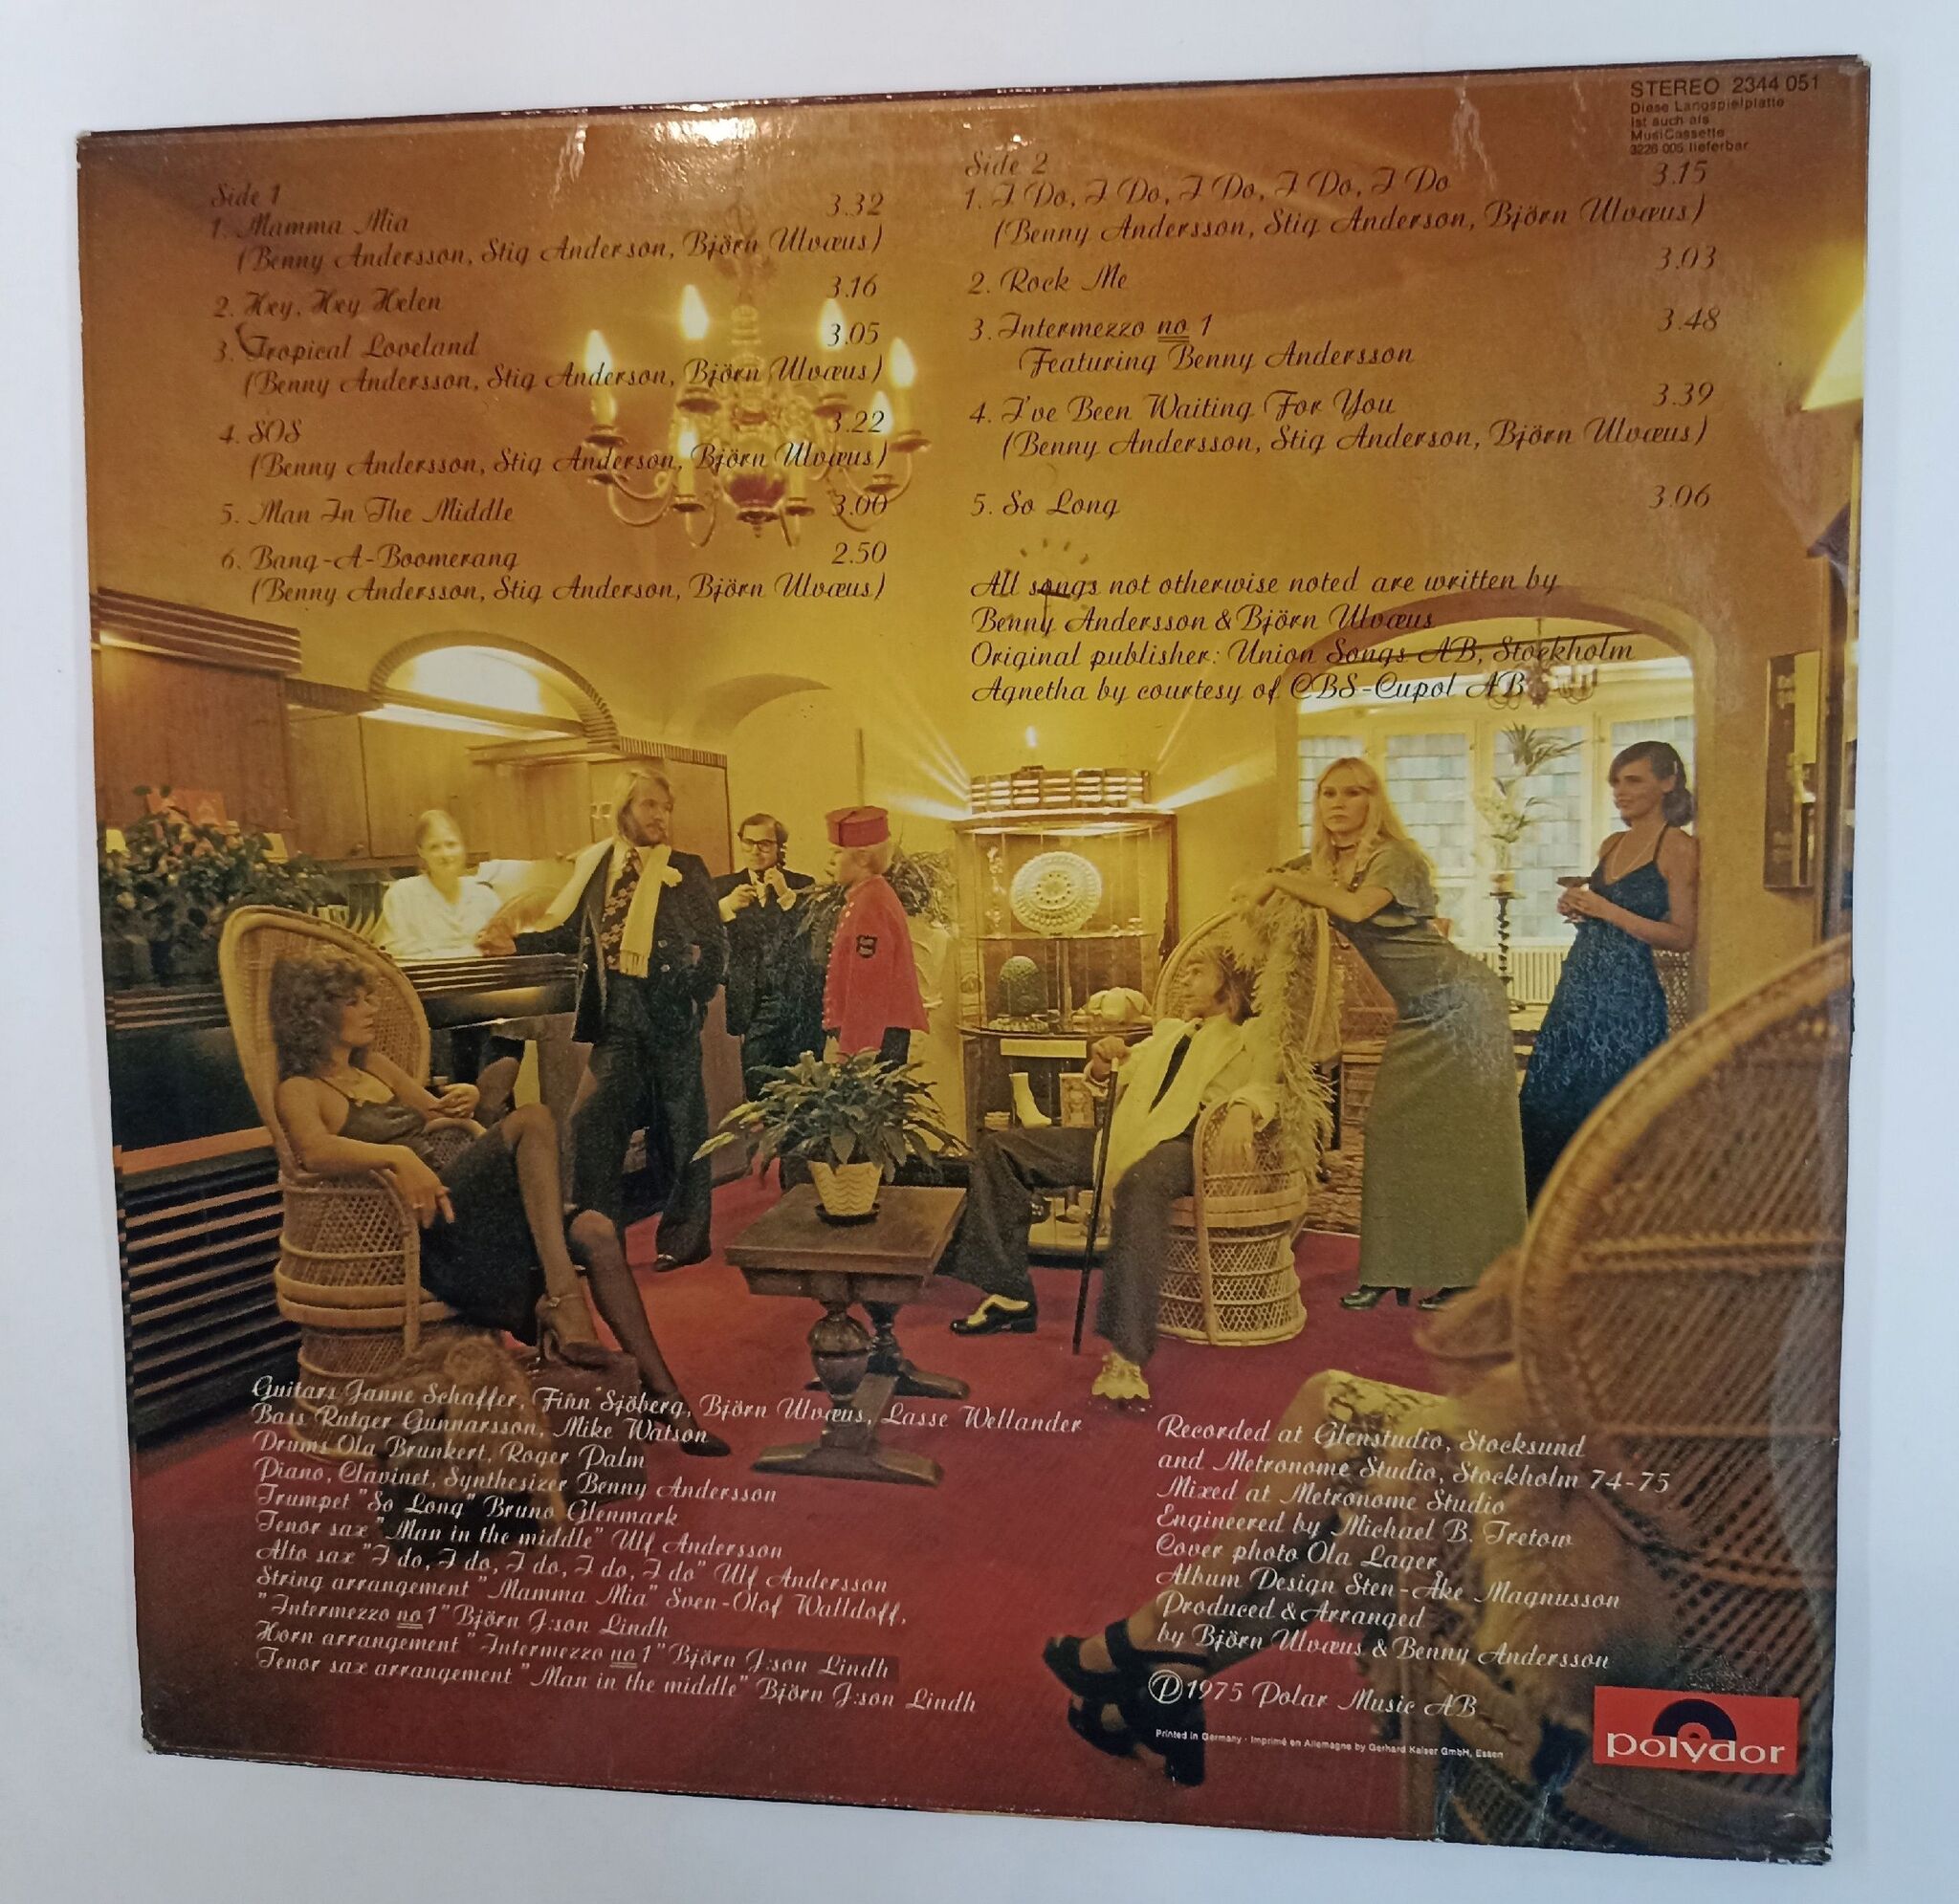 STEREO 2344 051
Diese Langspielplatte
ist auch als
MusiCassette
3226 005 lieferbar
Side 1
1. Mamma Mia 3.32
(Benny Andersson, Stig Anderson, Björn Ulvæus)
2. Hey, Hey Helen 3.16
3. Tropical Loveland 3.05
(Benny Andersson, Stig Anderson, Björn Ulvæus)
4. SOS 3.22
(Benny Andersson, Stig Anderson, Björn Ulvæus)
5. Man In The Middle 3.00
6. Bang-A-Boomerang 2.50
(Benny Andersson, Stig Anderson, Björn Ulvæus)
Side 2
1. I Do, I Do, I Do, I Do, I Do 3.15
(Benny Andersson, Stig Anderson, Björn Ulvæus)
2. Rock Me 3.03
3. Intermezzo no 1 3.48
Featuring Benny Andersson
4. I've Been Waiting For You 3.39
(Benny Andersson, Stig Anderson, Björn Ulvæus)
5. So Long 3.06
All songs not otherwise noted are written by
Benny Andersson & Björn Ulvæus
Original publisher: Union Songs AB, Stockholm
Agnetha by courtesy of CBS-Cupol AB
Guitars Janne Schaffer, Finn Sjöberg, Björn Ulvæus, Lasse Wellander
Bass Rutger Gunnarsson, Mike Watson
Drums Ola Brunkert, Roger Palm
Piano, Clavinet, Synthesizer Benny Andersson
Trumpet "So Long" Bruno Glenmark
Tenor sax "Man in the middle" Ulf Andersson
Alto sax "I do, I do, I do, I do, I do" Ulf Andersson
String arrangement "Mamma Mia" Sven-Olof Walldoff,
"Intermezzo no 1" Björn J:son Lindh
Horn arrangement "Intermezzo no 1" Björn J:son Lindh
Tenor sax arrangement "Man in the middle" Björn J:son Lindh
Recorded at Glenstudio, Stocksund
and Metronome Studio, Stockholm 74-75
Mixed at Metronome Studio
Engineered by Michael B. Tretow
Cover photo Ola Lager
Album Design Sten-Åke Magnusson
Produced & Arranged
by Björn Ulvæus & Benny Andersson
℗1975 Polar Music AB
Printed in Germany · Imprimé en Allemagne by Gerhard Kaiser GmbH, Essen
polydor